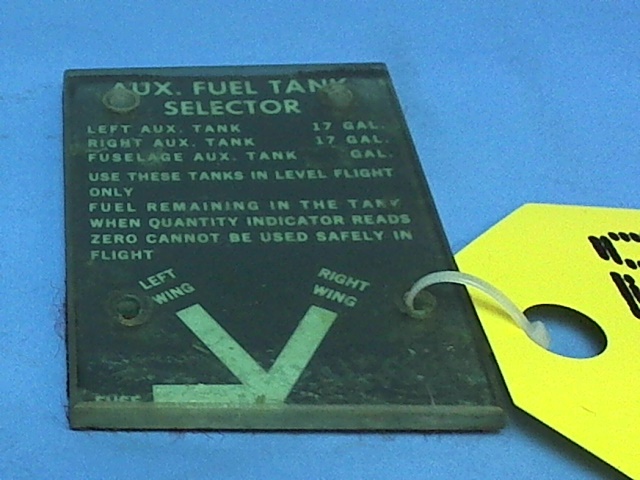 AUX. FUEL TANK
SELECTOR
LEFT AUX. TANK 17 GAL.
RIGHT AUX. TANK 17 GAL.
FUSELAGE AUX. TANK GAL.
USE THESE TANKS IN LEVEL FLIGHT
ONLY
FUEL REMAINING IN THE TANK
WHEN QUANTITY INDICATOR READS
ZERO CANNOT BE USED SAFELY IN
FLIGHT
LEFT
WING
RIGHT
WING